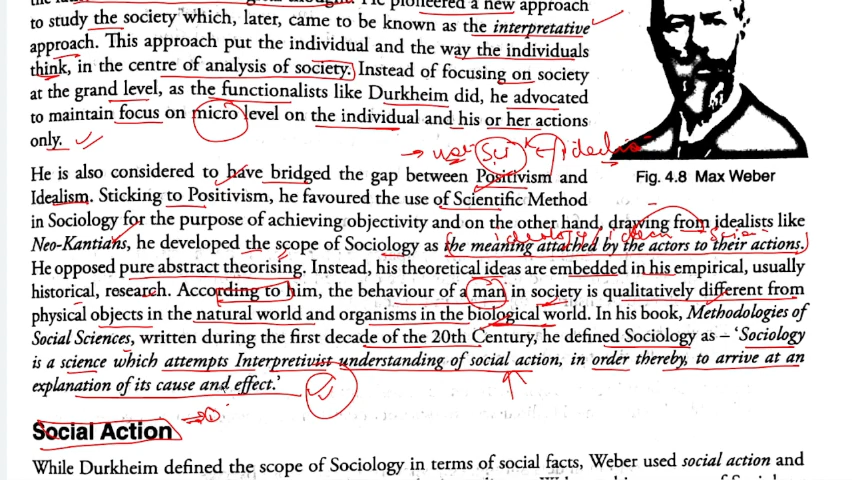 He pioneered a new approach
to study the society which, later, came to be known as the interpretative
approach. This approach put the individual and the way the individuals
think, in the centre of analysis of society. Instead of focusing on society
at the grand level, as the functionalists like Durkheim did, he advocated
to maintain focus on micro level on the individual and his or her actions
only.
He is also considered to have bridged the gap between Positivism and
Idealism. Sticking to Positivism, he favoured the use of Scientific Method
in Sociology for the purpose of achieving objectivity and on the other hand, drawing from idealists like
Neo-Kantians, he developed the scope of Sociology as the meaning attached by the actors to their actions.
He opposed pure abstract theorising. Instead, his theoretical ideas are embedded in his empirical, usually
historical, research. According to him, the behaviour of a man in society is qualitatively different from
physical objects in the natural world and organisms in the biological world. In his book, Methodologies of
Social Sciences, written during the first decade of the 20th Century, he defined Sociology as – ‘Sociology
is a science which attempts Interpretivist understanding of social action, in order thereby, to arrive at an
explanation of its cause and effect.’
Fig. 4.8 Max Weber
Social Action
While Durkheim defined the scope of Sociology in terms of social facts, Weber used social action and